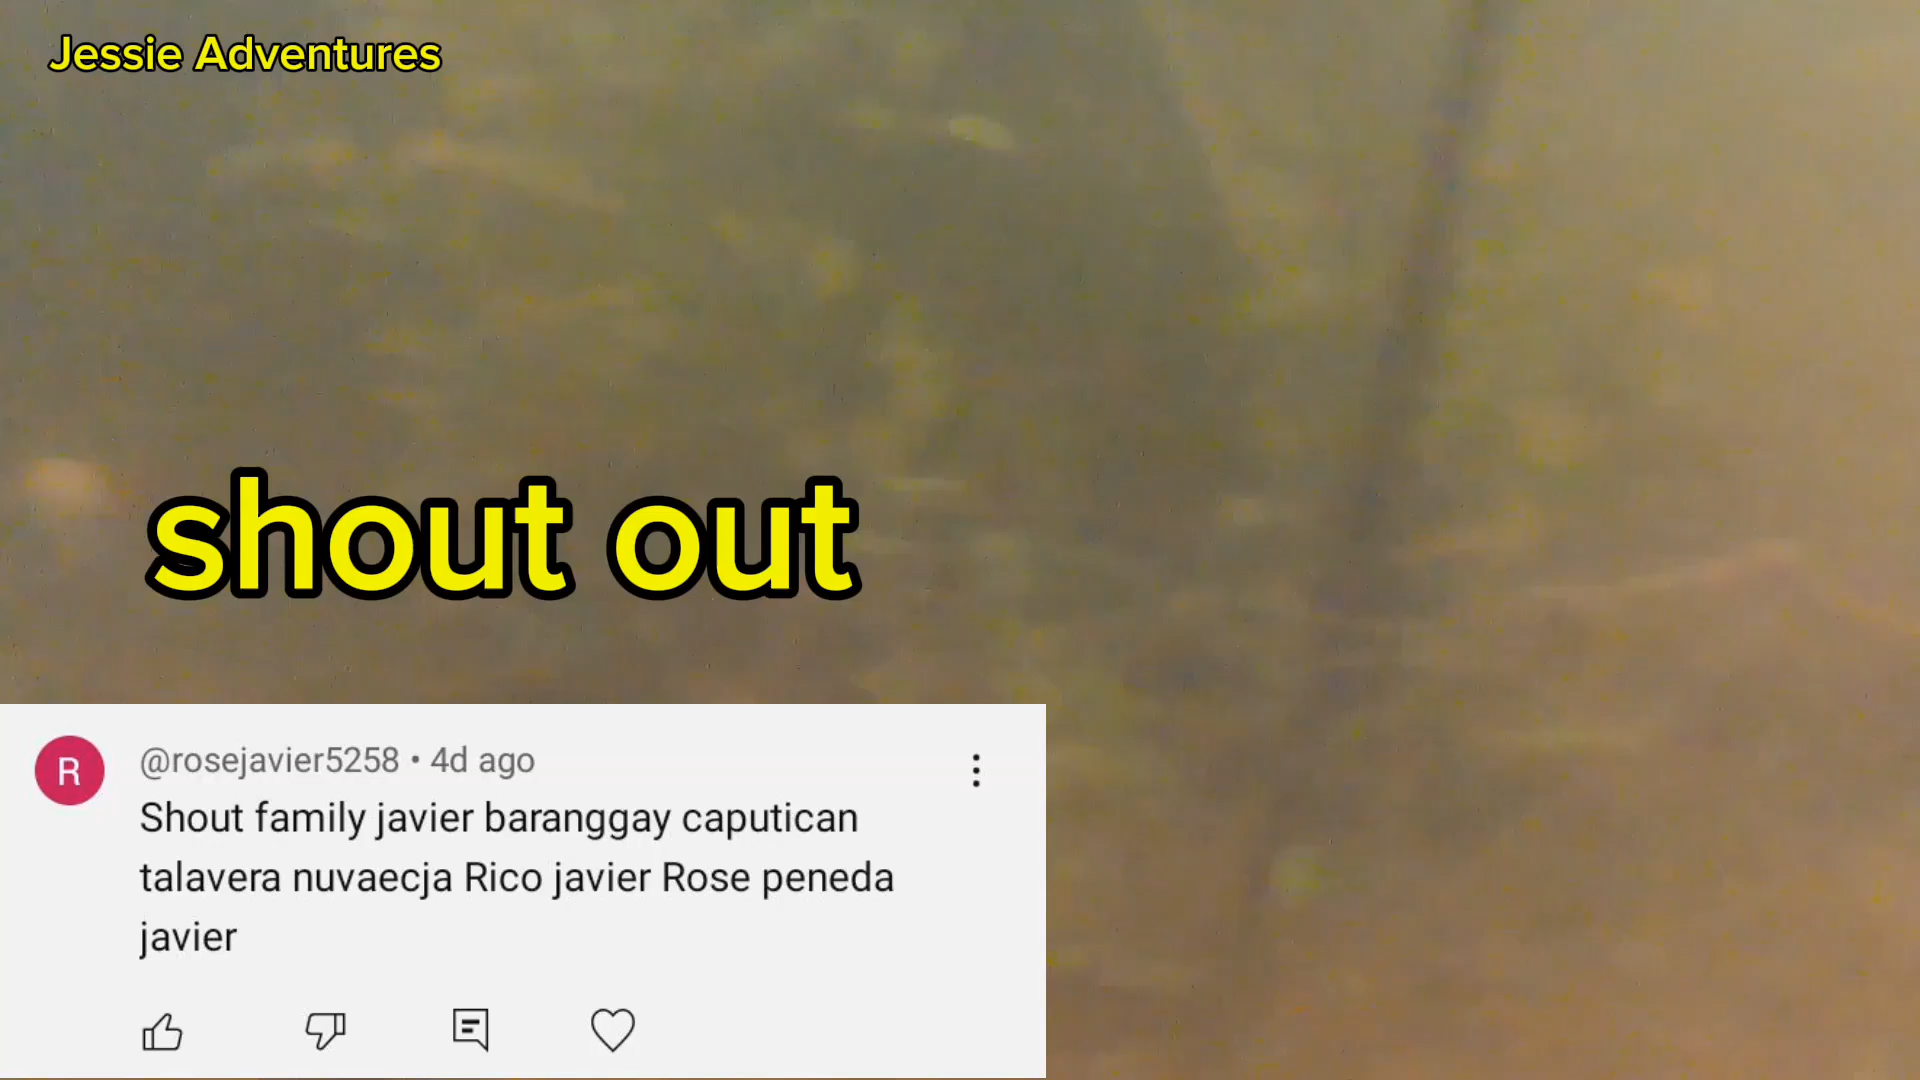 Jessie Adventures
shout out
R
@rosejavier5258 • 4d ago
Shout family javier baranggay caputican
talavera nuvaecja Rico javier Rose peneda
javier